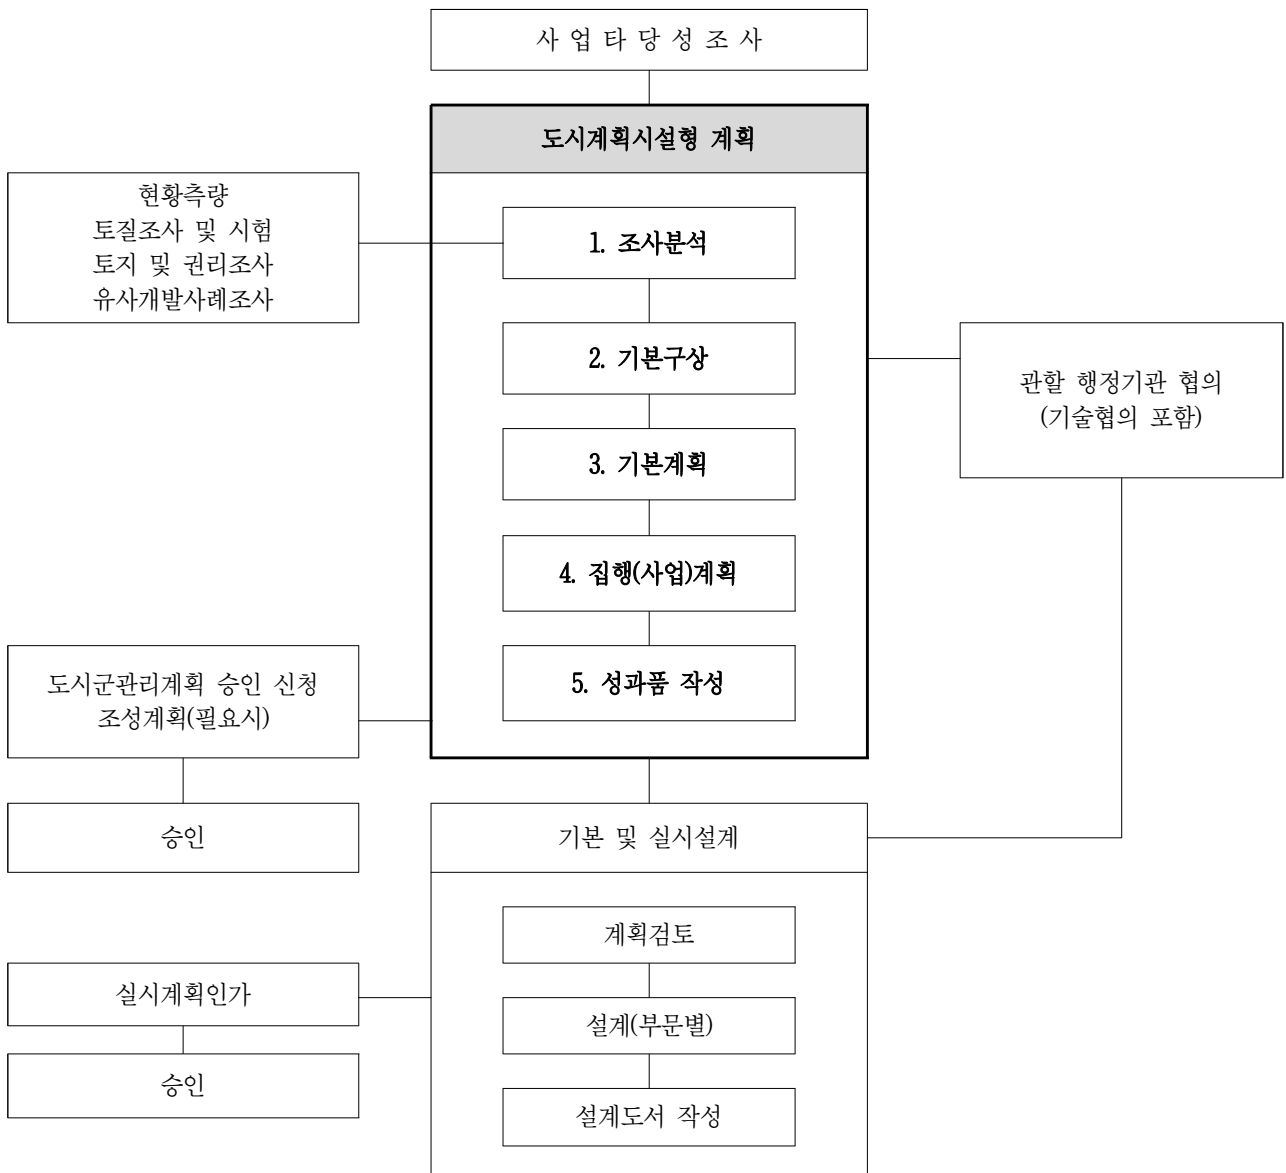 사 업 타 당 성 조 사
도시계획시설형 계획
현황측량
토질조사 및 시험
토지 및 권리조사
유사개발사례조사
1. 조사분석
2. 기본구상
관할 행정기관 협의
(기술협의 포함)
3. 기본계획
4. 집행(사업)계획
5. 성과품 작성
도시군관리계획 승인 신청
조성계획(필요시)
승인
기본 및 실시설계
계획검토
실시계획인가
설계(부문별)
승인
설계도서 작성